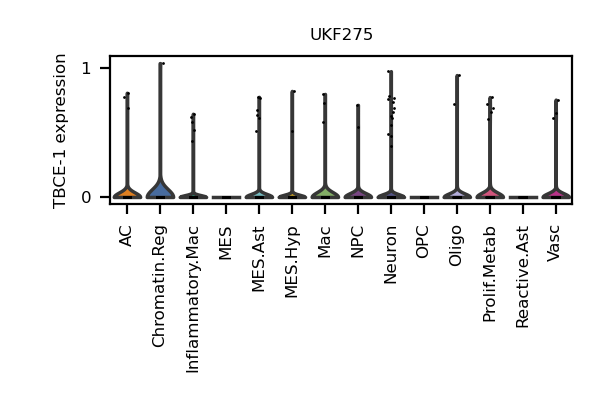 UKF275
TBCE-1 expression
1
0
AC
Chromatin.Reg
Inflammatory.Mac
MES
MES.Ast
MES.Hyp
Mac
NPC
Neuron
OPC
Oligo
Prolif.Metab
Reactive.Ast
Vasc